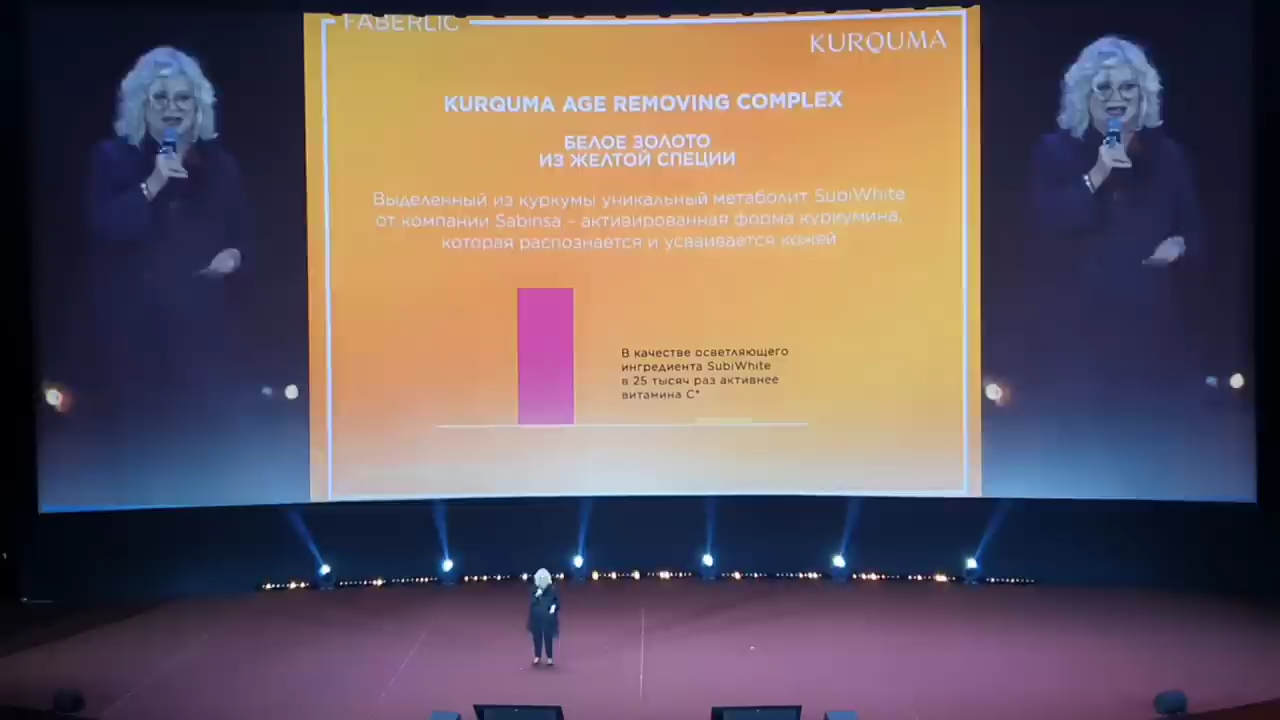 FABERLIC
KURQUMA
KURQUMA AGE REMOVING COMPLEX
БЕЛОЕ ЗОЛОТО
ИЗ ЖЕЛТОЙ СПЕЦИИ
Выделенный из куркумы уникальный метаболит SubiWhite
от компании Sabinsa – активированная форма куркумина,
которая распознается и усваивается кожей
В качестве осветляющего
ингредиента SubiWhite
в 25 тысяч раз активнее
витамина С*